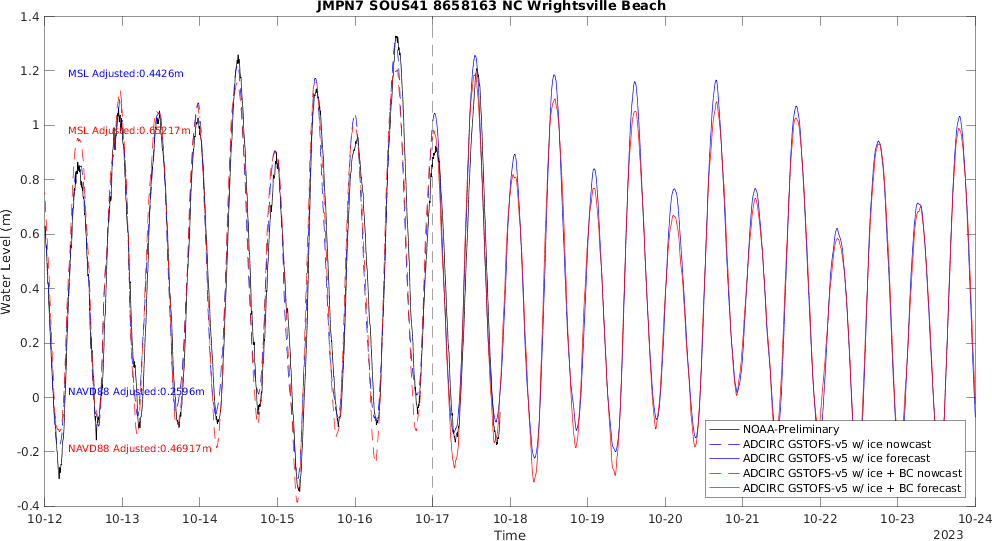 JMPN7 SOUS41 8658163 NC Wrightsville Beach
Water Level (m)
1.4
1.2
1
0.8
0.6
0.4
0.2
0
-0.2
-0.4
MSL Adjusted:0.4426m
MSL Adjusted:0.65217m
NAVD88 Adjusted:0.2596m
NAVD88 Adjusted:0.46917m
NOAA-Preliminary
ADCIRC GSTOFS-v5 w/ ice nowcast
ADCIRC GSTOFS-v5 w/ ice forecast
ADCIRC GSTOFS-v5 w/ ice + BC nowcast
ADCIRC GSTOFS-v5 w/ ice + BC forecast
10-12 10-13 10-14 10-15 10-16 10-17 10-18 10-19 10-20 10-21 10-22 10-23 10-24
Time
2023